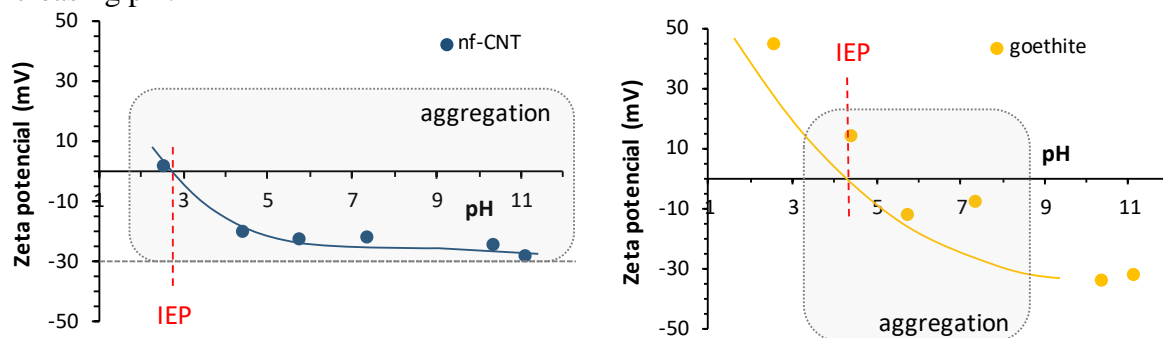 Zeta potencial (mV)
50
30
10
-10
-30
-50
1
3
5
7
9
11
pH
nf-CNT
aggregation
IEP
Zeta potencial (mV)
50
30
10
-10
-30
-50
1
3
5
7
9
11
pH
goethite
IEP
aggregation